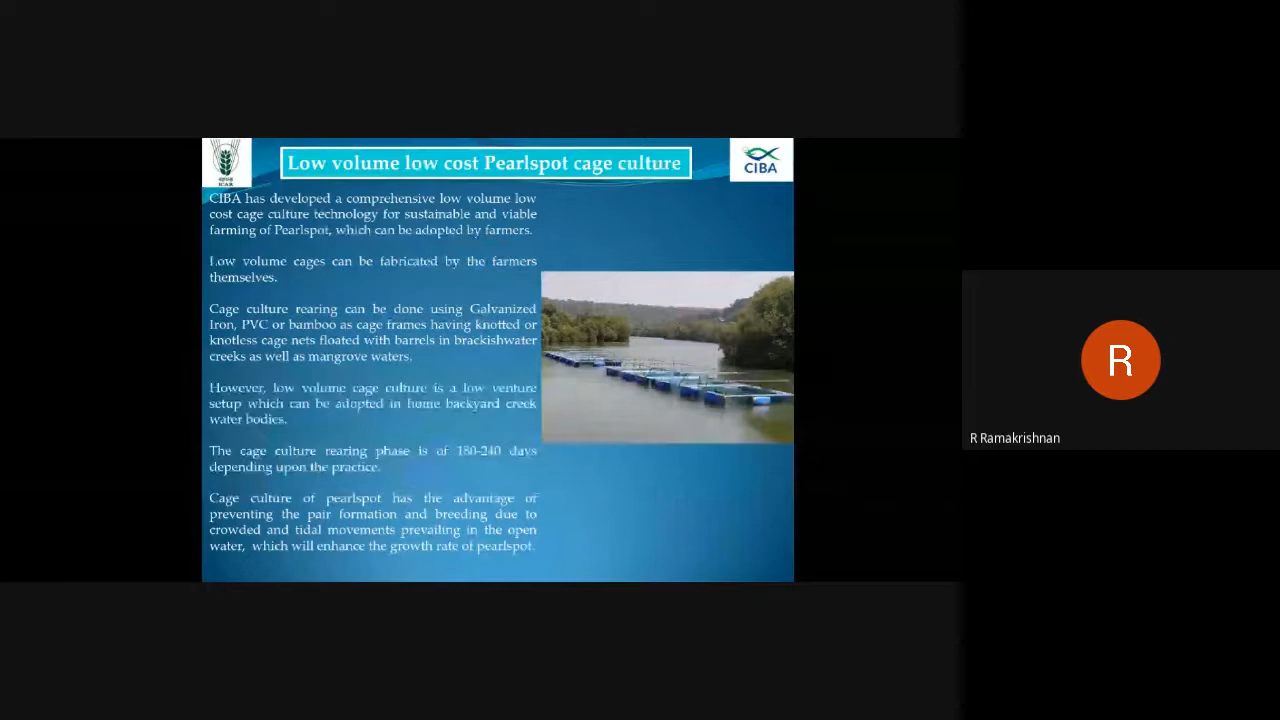 Low volume low cost Pearlspot cage culture
ICAR
CIBA
CIBA has developed a comprehensive low volume low
cost cage culture technology for sustainable and viable
farming of Pearlspot, which can be adopted by farmers.
Low volume cages can be fabricated by the farmers
themselves.
Cage culture rearing can be done using Galvanized
Iron, PVC or bamboo as cage frames having knotted or
knotless cage nets floated with barrels in brackishwater
creeks as well as mangrove waters.
However, low volume cage culture is a low venture
setup which can be adopted in home backyard creek
water bodies.
The cage culture rearing phase is of 180-240 days
depending upon the practice.
Cage culture of pearlspot has the advantage of
preventing the pair formation and breeding due to
crowded and tidal movements prevailing in the open
water, which will enhance the growth rate of pearlspot.
R
R Ramakrishnan